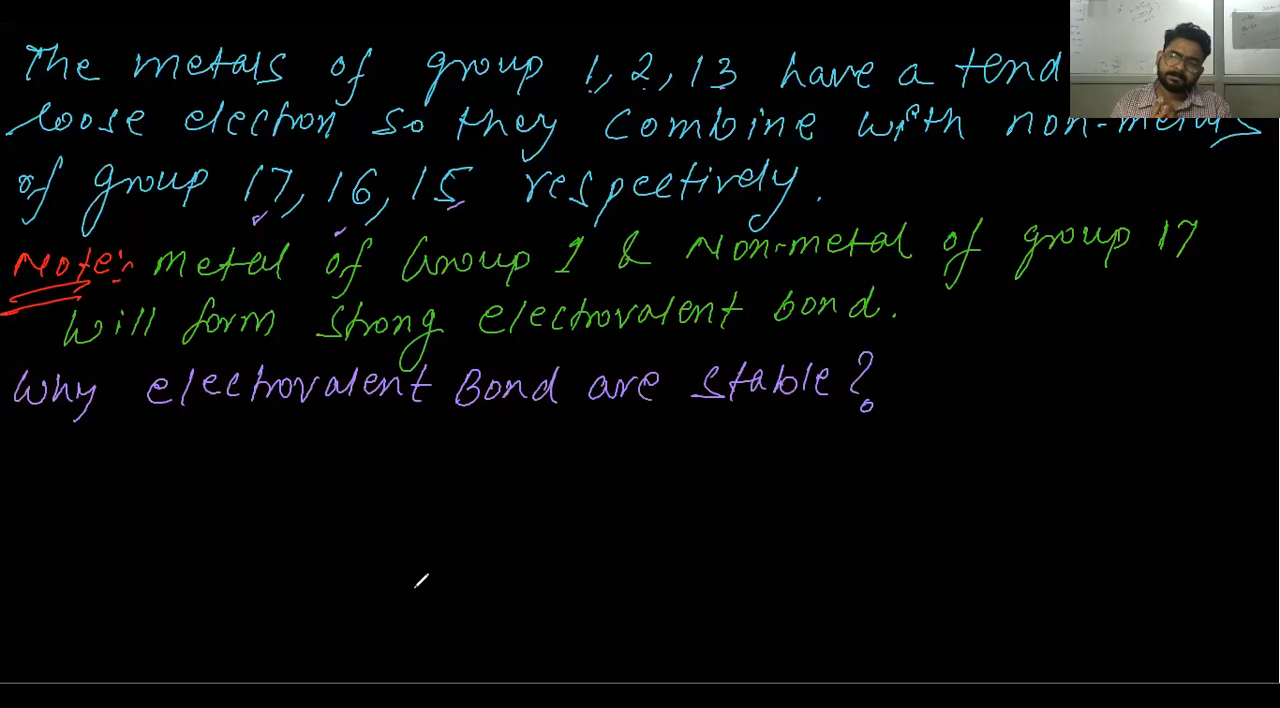 The metals of group 1, 2, 13 have a tend
loose electron so they combine with non-metals
of group 17, 16, 15 respectively.
Note:- metal of Group 1 & Non-metal of group 17
will form strong electrovalent bond.
Why electrovalent Bond are stable?